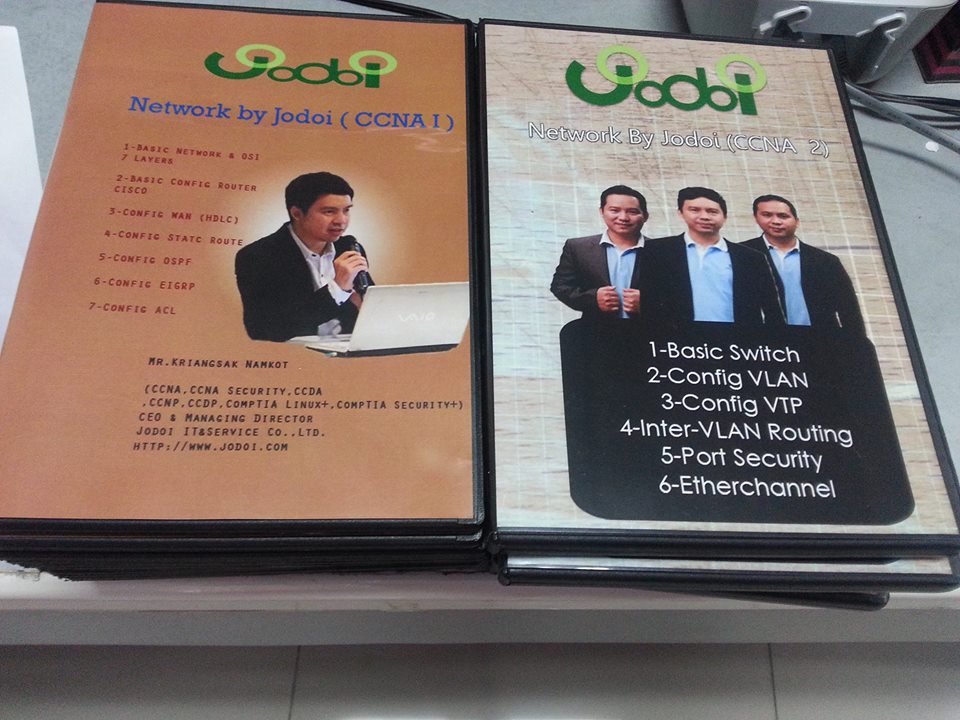 Jodoi
Network by Jodoi ( CCNA I )
1-Basic Network & OSI
7 Layers
2-Basic Config Router
Cisco
3-Config WAN (HDLC)
4-Config Statc Route
5-Config OSPF
6-Config EIGRP
7-Config ACL
VAIO
Mr.Kriangsak Namkot
(CCNA,CCNA Security,CCDA
,CCNP,CCDP,CompTIA Linux+,CompTIA Security+)
CEO & Managing Director
Jodoi IT&Service Co.,Ltd.
http://www.jodoi.com
Jodoi
Network By Jodoi (CCNA 2)
1-Basic Switch
2-Config VLAN
3-Config VTP
4-Inter-VLAN Routing
5-Port Security
6-Etherchannel